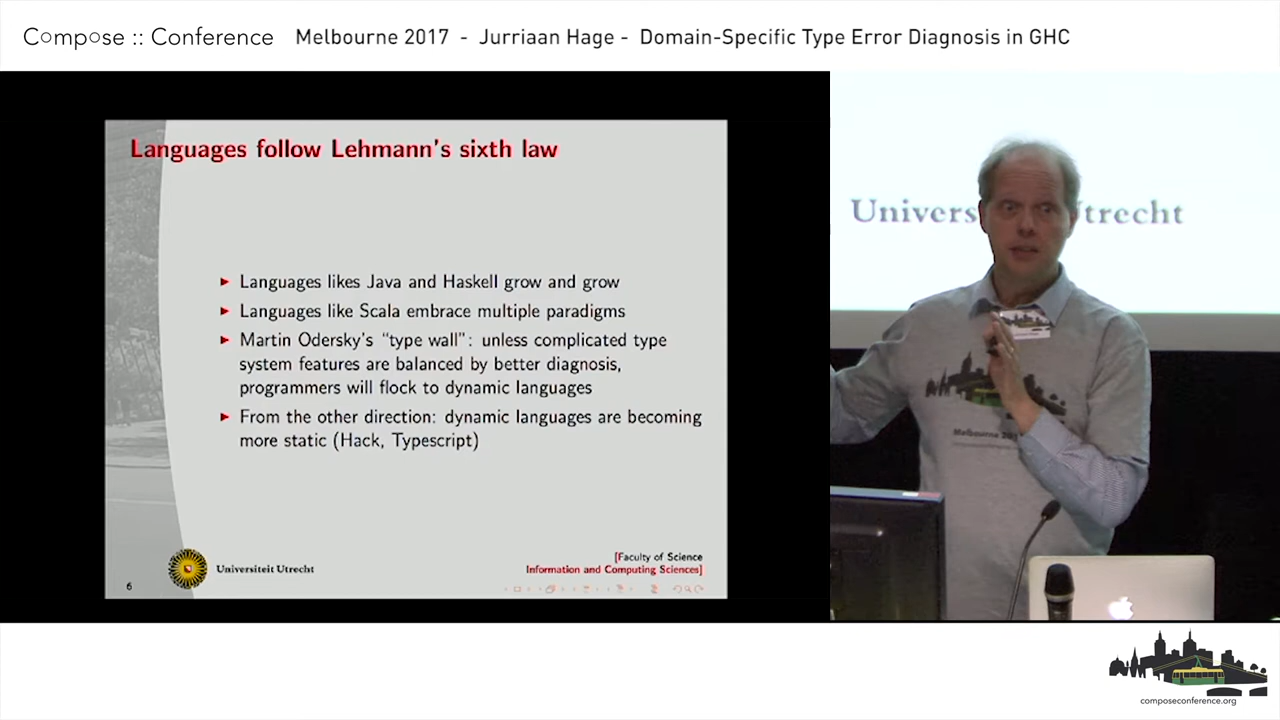 Compose :: Conference Melbourne 2017 - Jurriaan Hage - Domain-Specific Type Error Diagnosis in GHC
Languages follow Lehmann's sixth law
► Languages likes Java and Haskell grow and grow
► Languages like Scala embrace multiple paradigms
► Martin Odersky's "type wall": unless complicated type
system features are balanced by better diagnosis,
programmers will flock to dynamic languages
► From the other direction: dynamic languages are becoming
more static (Hack, Typescript)
[Faculty of Science
Universiteit Utrecht Information and Computing Sciences]
6
Univers trecht
Melbourne 201
composeconference.org